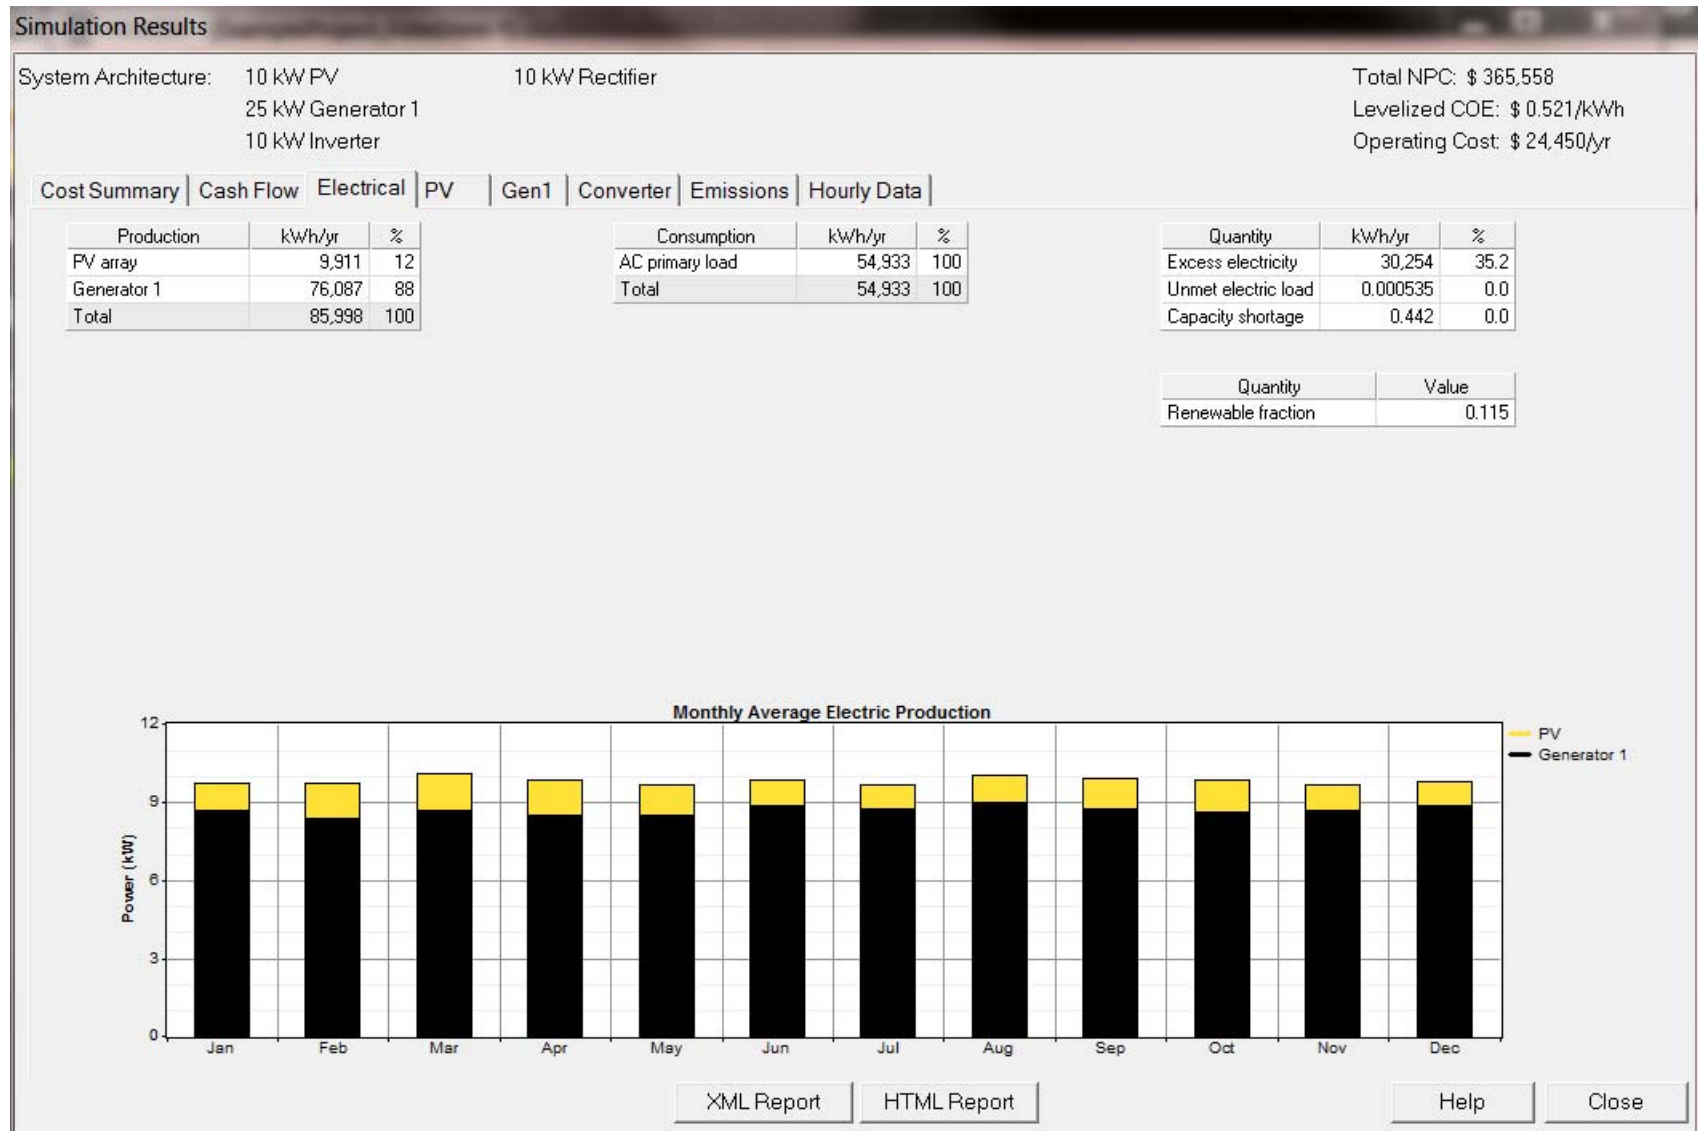 Simulation Results
System Architecture: 10 kW PV 10 kW Rectifier
25 kW Generator 1
10 kW Inverter
Total NPC: $ 365,558
Levelized COE: $ 0.521/kWh
Operating Cost: $ 24,450/yr
Cost Summary Cash Flow Electrical PV Gen1 Converter Emissions Hourly Data
Production kWh/yr %
PV array 9,911 12
Generator 1 76,087 88
Total 85,998 100
Consumption kWh/yr %
AC primary load 54,933 100
Total 54,933 100
Quantity kWh/yr %
Excess electricity 30,254 35.2
Unmet electric load 0.000535 0.0
Capacity shortage 0.442 0.0
Quantity Value
Renewable fraction 0.115
Monthly Average Electric Production
12
9
6
3
0
Power (kW)
Jan Feb Mar Apr May Jun Jul Aug Sep Oct Nov Dec
PV
Generator 1
XML Report HTML Report Help Close